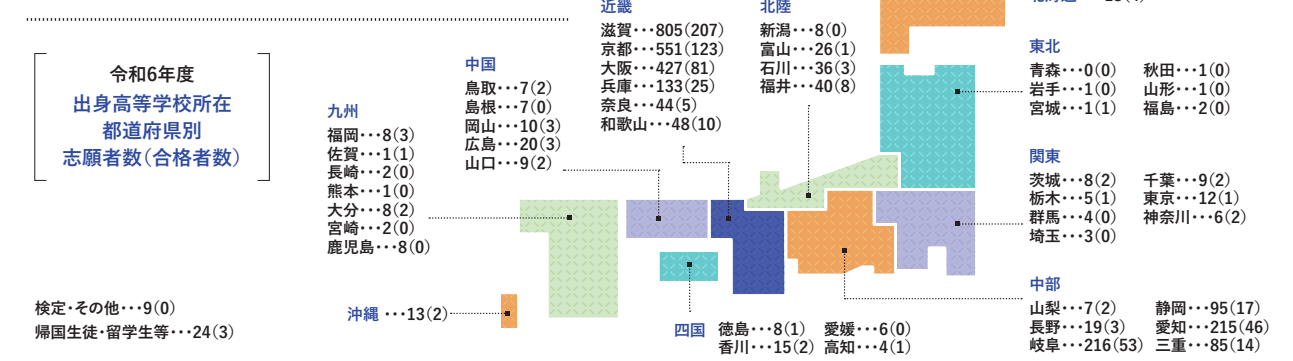 令和6年度
出身高等学校所在
都道府県別
志願者数(合格者数)
九州
福岡・・・8(3)
佐賀・・・1(1)
長崎・・・2(0)
熊本・・・1(0)
大分・・・8(2)
宮崎・・・2(0)
鹿児島・・・8(0)
中国
鳥取・・・7(2)
島根・・・7(0)
岡山・・・10(3)
広島・・・20(3)
山口・・・9(2)
近畿
滋賀・・・805(207)
京都・・・551(123)
大阪・・・427(81)
兵庫・・・133(25)
奈良・・・44(5)
和歌山・・・48(10)
北陸
新潟・・・8(0)
富山・・・26(1)
石川・・・36(3)
福井・・・40(8)
東北
青森・・・0(0) 秋田・・・1(0)
岩手・・・1(0) 山形・・・1(0)
宮城・・・1(1) 福島・・・2(0)
関東
茨城・・・8(2) 千葉・・・9(2)
栃木・・・5(1) 東京・・・12(1)
群馬・・・4(0) 神奈川・・・6(2)
埼玉・・・3(0)
中部
山梨・・・7(2) 静岡・・・95(17)
長野・・・19(3) 愛知・・・215(46)
岐阜・・・216(53) 三重・・・85(14)
四国 徳島・・・8(1) 愛媛・・・6(0)
香川・・・15(2) 高知・・・4(1)
沖縄・・・13(2)
検定・その他・・・9(0)
帰国生徒・留学生等・・・24(3)